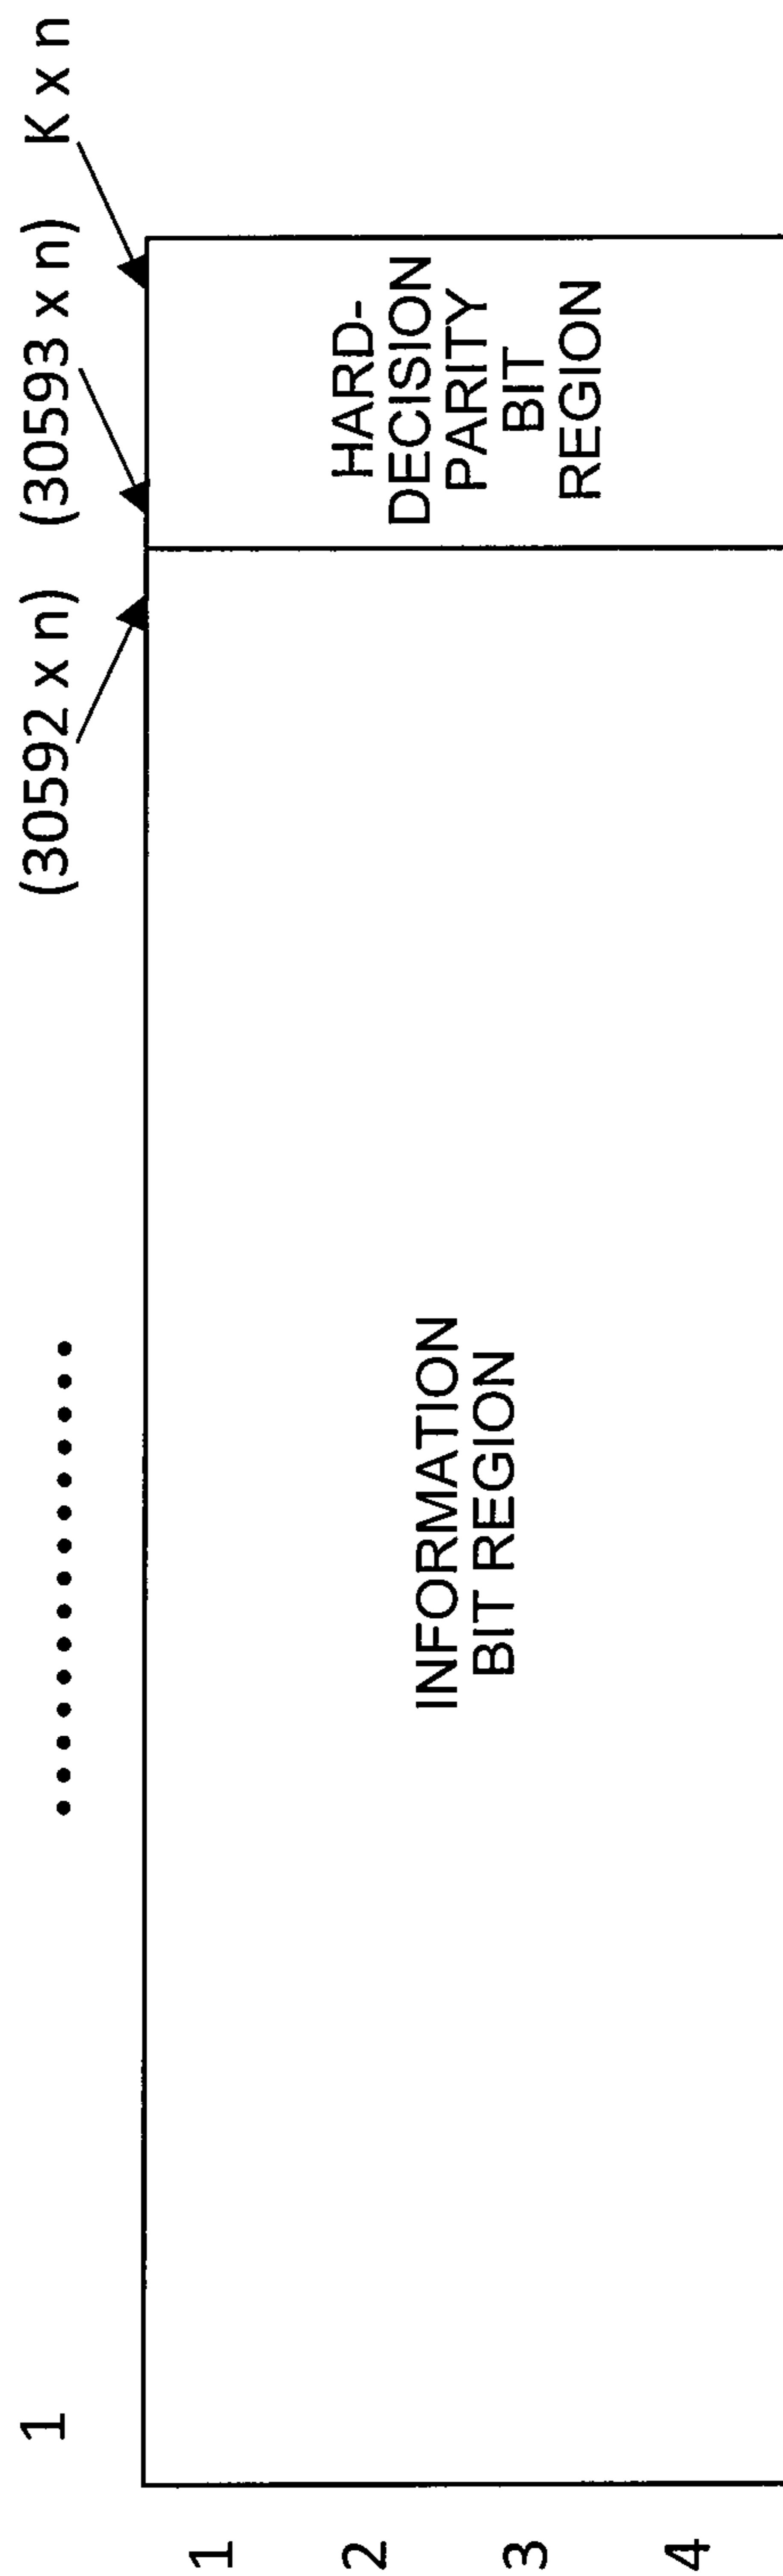 1 •••••••••••••• (30592 x n) (30593 x n) K x n
1
2
3
4
INFORMATION
BIT REGION
HARD-
DECISION
PARITY
BIT
REGION